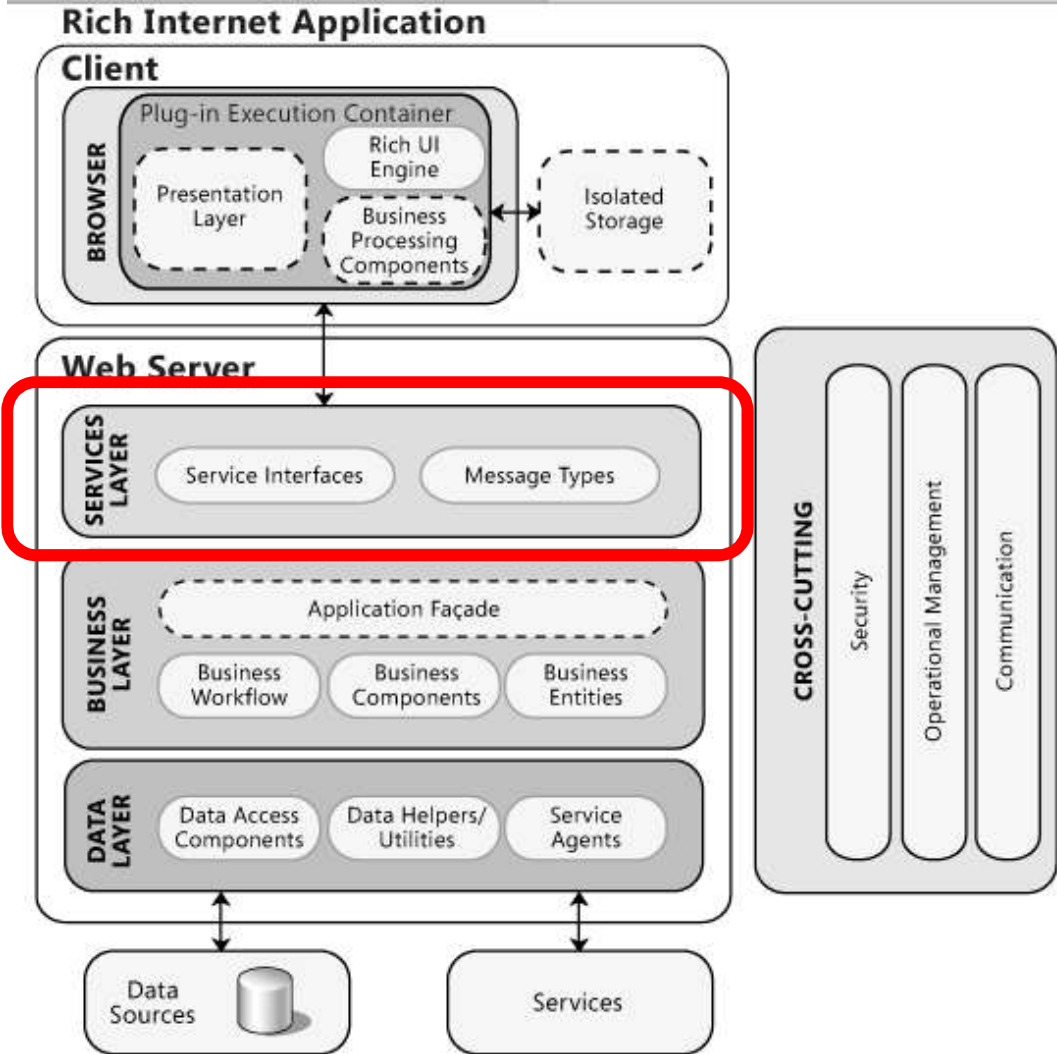 Rich Internet Application
Client
BROWSER
Plug-in Execution Container
Presentation
Layer
Rich UI
Engine
Business
Processing
Components
Isolated
Storage
Web Server
SERVICES
LAYER
Service Interfaces
Message Types
BUSINESS
LAYER
Application Façade
Business
Workflow
Business
Components
Business
Entities
DATA
LAYER
Data Access
Components
Data Helpers/
Utilities
Service
Agents
Data
Sources
Services
CROSS-CUTTING
Security
Operational Management
Communication